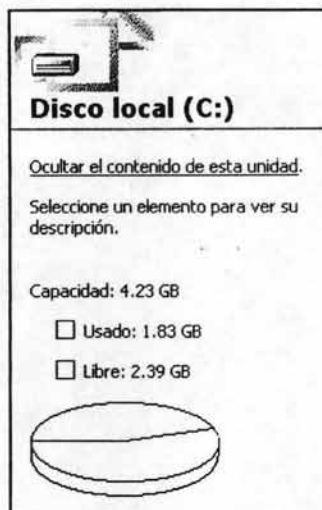 Disco local (C:)
Ocultar el contenido de esta unidad.
Seleccione un elemento para ver su
descripción.
Capacidad: 4.23 GB
Usado: 1.83 GB
Libre: 2.39 GB